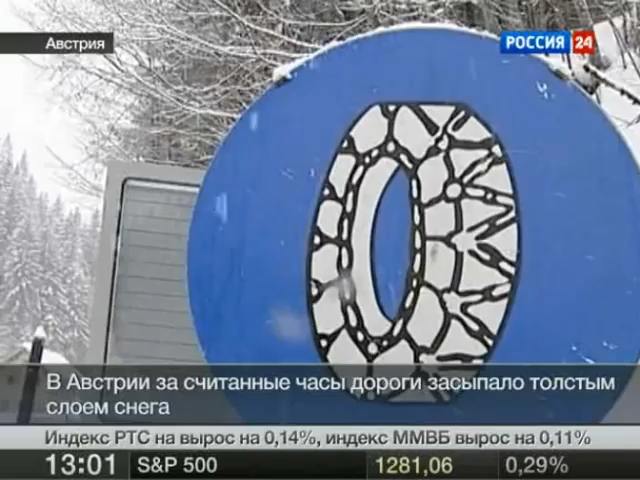 Австрия
РОССИЯ 24
В Австрии за считанные часы дороги засыпало толстым
слоем снега
Индекс РТС на вырос на 0,14%, индекс ММВБ вырос на 0,11%
13:01 S&P 500 1281,06 0,29%